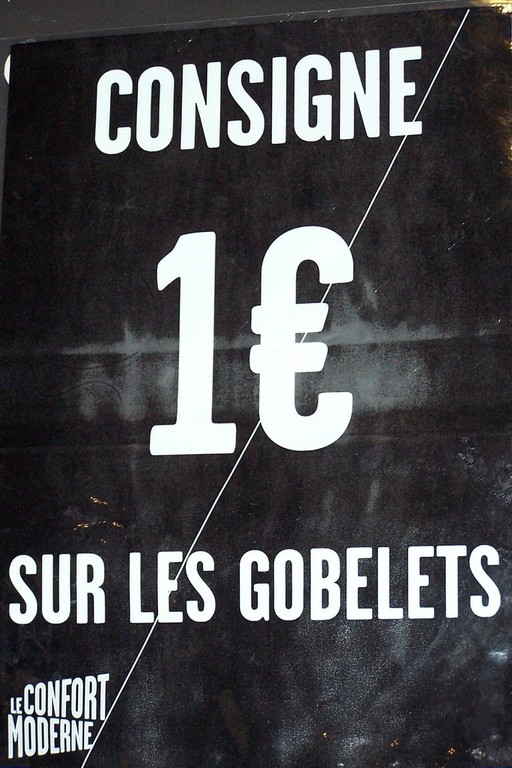 CONSIGNE
1€
SUR LES GOBELETS
LE CONFORT
MODERNE